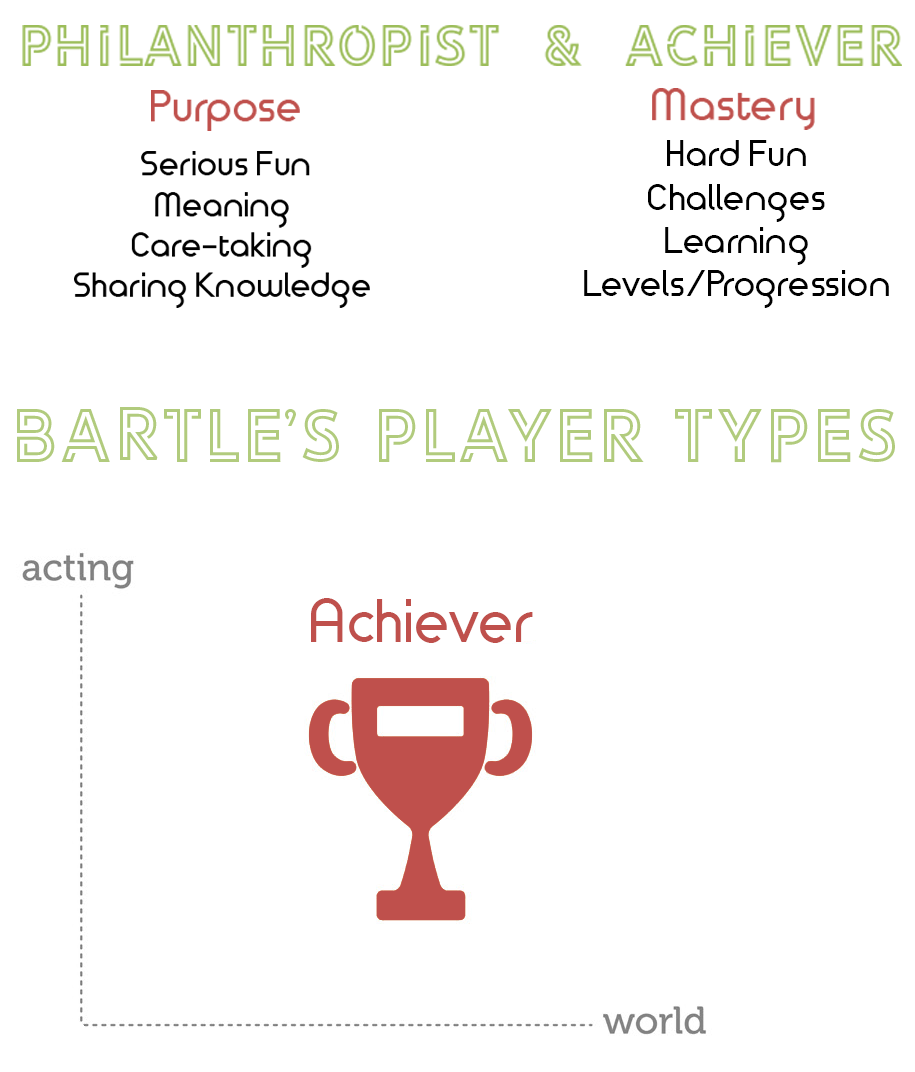 PHiLANTHROPiST & ACHiEVER
Purpose
Serious Fun
Meaning
Care-taking
Sharing Knowledge
Mastery
Hard Fun
Challenges
Learning
Levels/Progression
BARTLE'S PLAYER TYPES
acting
Achiever
world